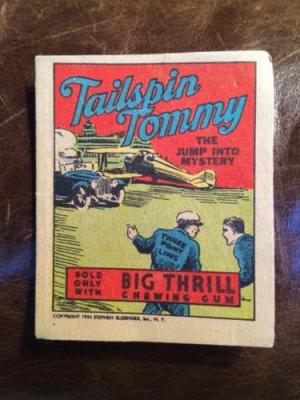 Tailspin
Tommy
THE
JUMP INTO
MYSTERY
THREE
POINT
LINES
SOLD
ONLY
WITH
BIG THRILL
CHEWING GUM
COPYRIGHT 1934 STEPHEN SLESINGER, Inc., N. Y.